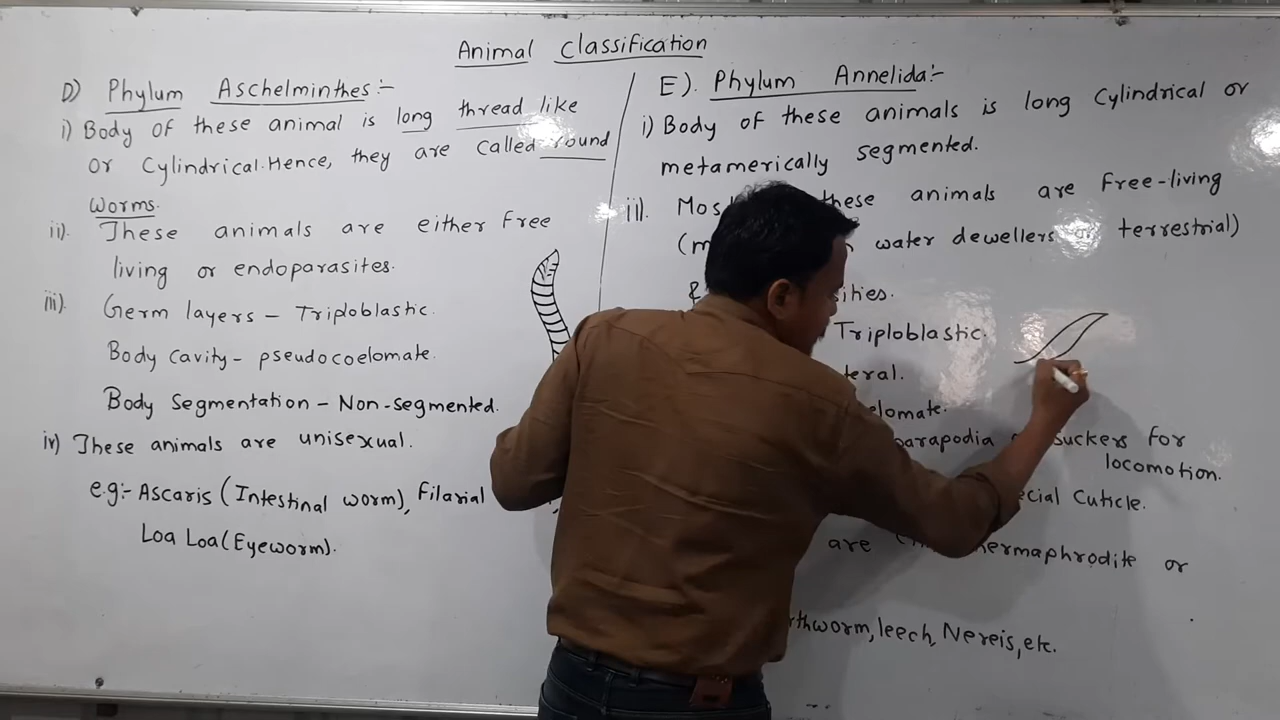 Animal Classification
D) Phylum Aschelminthes:-
i) Body of these animal is long thread like
or Cylindrical. Hence, they are called round
Worms.
ii). These animals are either free
living or endoparasites.
iii). Germ layers - Triploblastic.
Body Cavity - pseudocoelomate.
Body Segmentation - Non-segmented.
iv) These animals are unisexual.
e.g:- Ascaris (Intestinal worm), Filarial
Loa Loa (Eyeworm).
E). Phylum Annelida:-
i) Body of these animals is long Cylindrical or
metamerically segmented.
ii). these animals are Free-living
water dewellers or terrestrial)
&
Triploblastic.
parapodia suckers for
locomotion.
Cuticle.
are hermaphrodite or
leech, Nereis, etc.